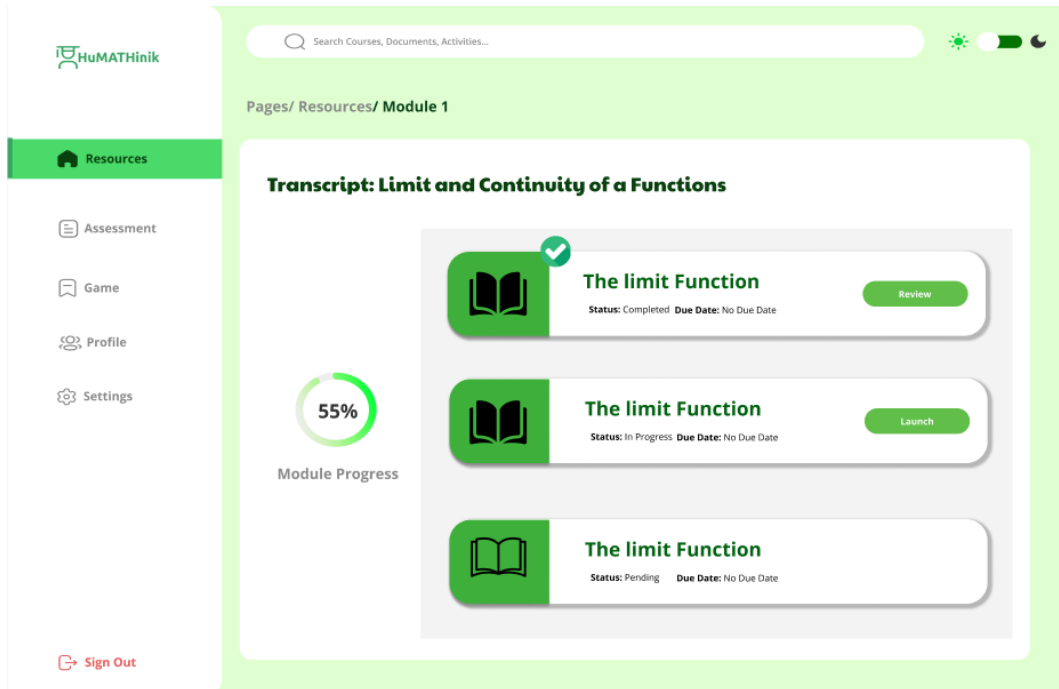 HuMATHinik
Search Courses, Documents, Activities...
Pages/ Resources/ Module 1
Resources
Assessment
Game
Profile
Settings
Sign Out
Transcript: Limit and Continuity of a Functions
55%
Module Progress
The limit Function
Status: Completed Due Date: No Due Date
Review
The limit Function
Status: In Progress Due Date: No Due Date
Launch
The limit Function
Status: Pending Due Date: No Due Date